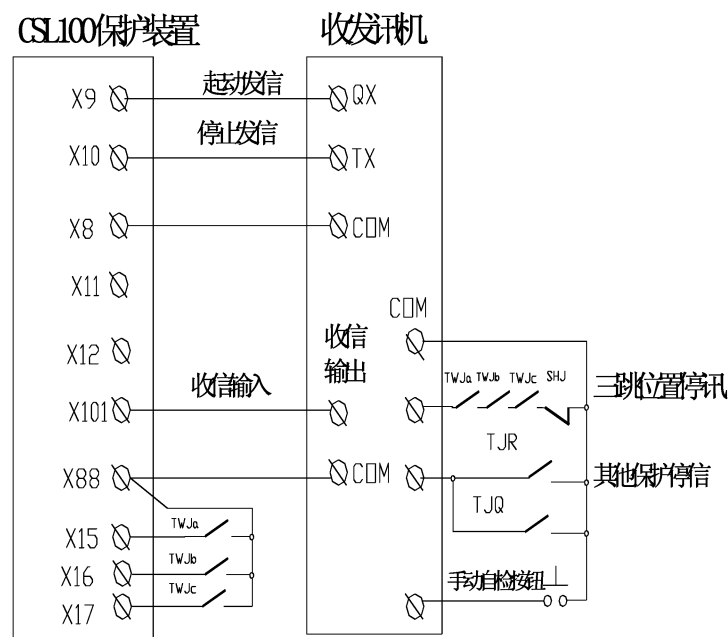 CSL100保护装置 收发讯机
X9 起动发信 QX
X10 停止发信 TX
X8 COM
X11
COM
X12 收信
输出
X101 收信输入 TWJa TWJb TWJc SHJ 三跳位置停讯
TJR
X88 COM 其他保护停信
TJQ
X15 TWJa
X16 TWJb
手动自检按钮
X17 TWJc